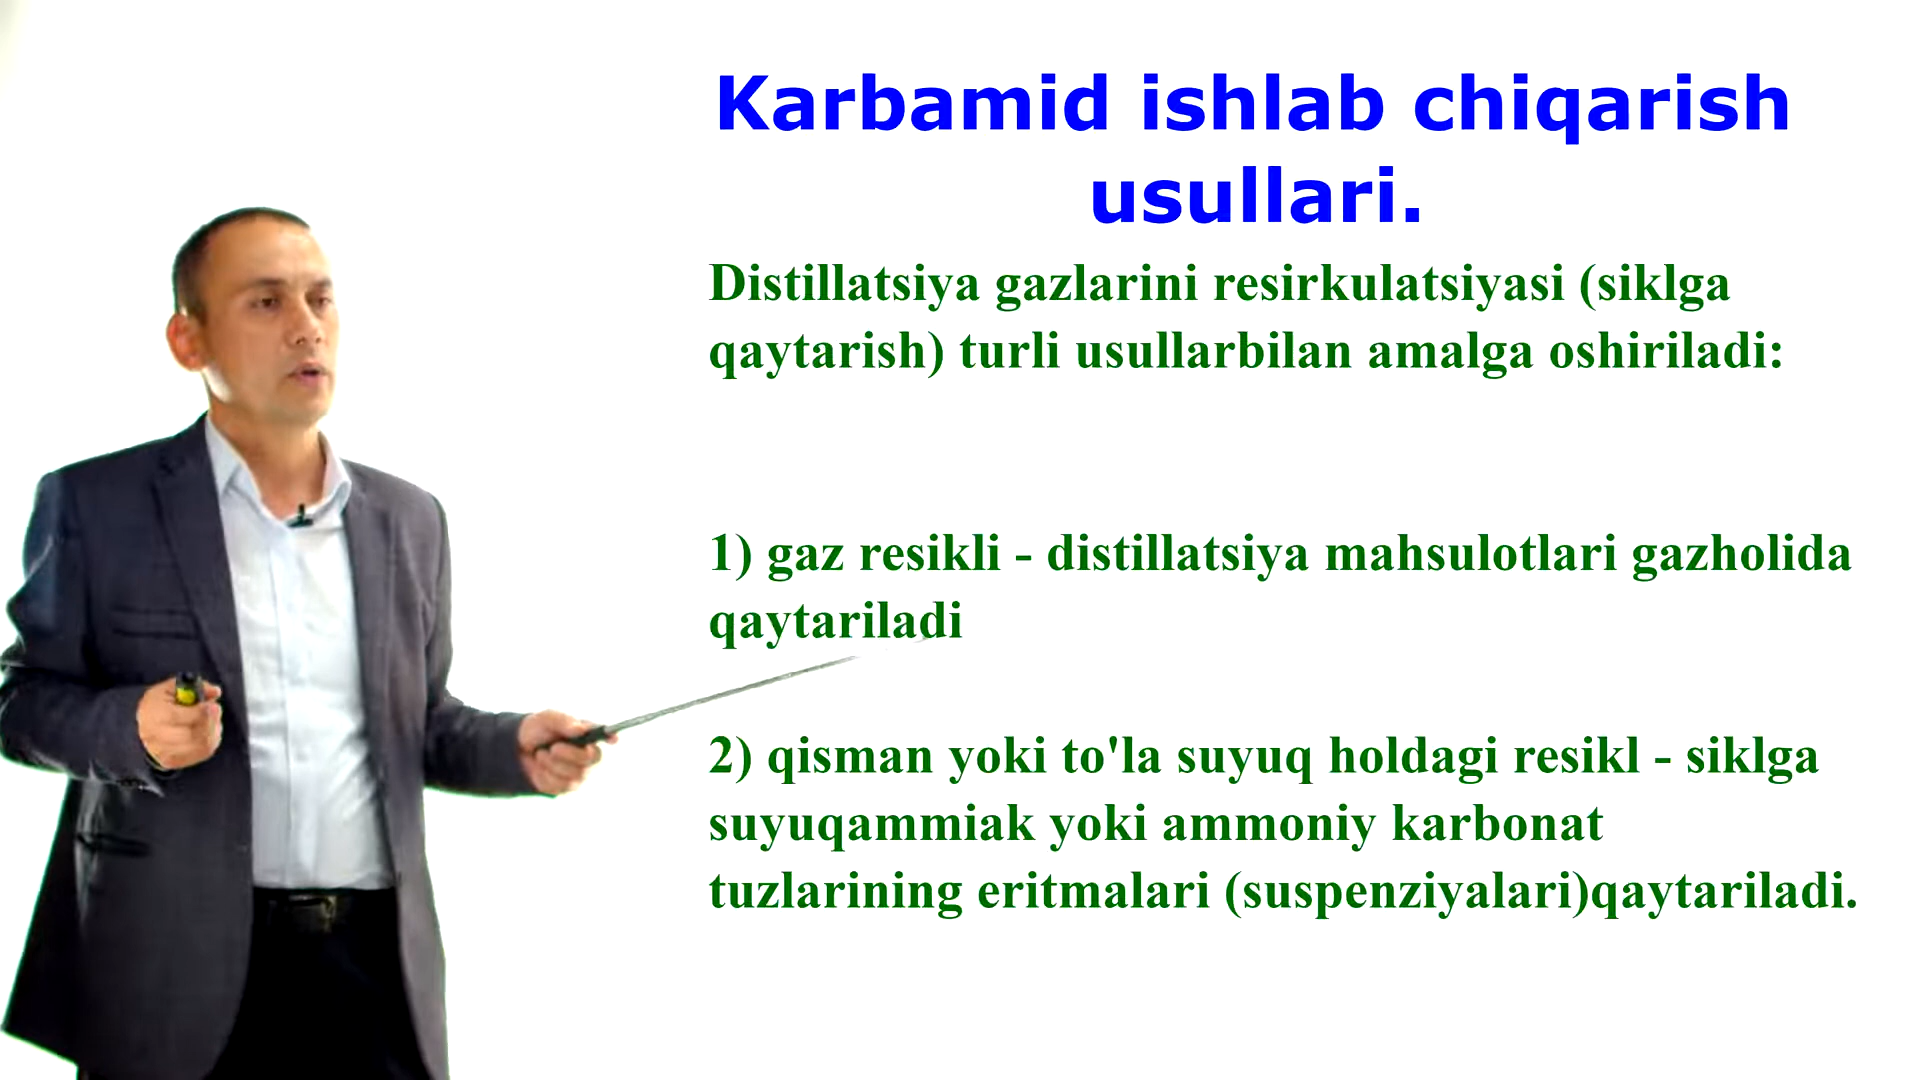 Karbamid ishlab chiqarish
usullari.
Distillatsiya gazlarini resirkulatsiyasi (siklga
qaytarish) turli usullarbilan amalga oshiriladi:
1) gaz resikli - distillatsiya mahsulotlari gazholida
qaytariladi
2) qisman yoki to'la suyuq holdagi resikl - siklga
suyuqammiak yoki ammoniy karbonat
tuzlarining eritmalari (suspenziyalari)qaytariladi.